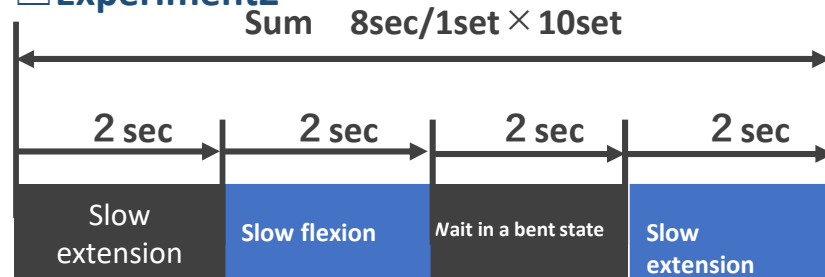 □Experiment2
Sum 8sec/1set×10set
2 sec 2 sec 2 sec 2 sec
Slow
extension
Slow flexion
Wait in a bent state
Slow
extension